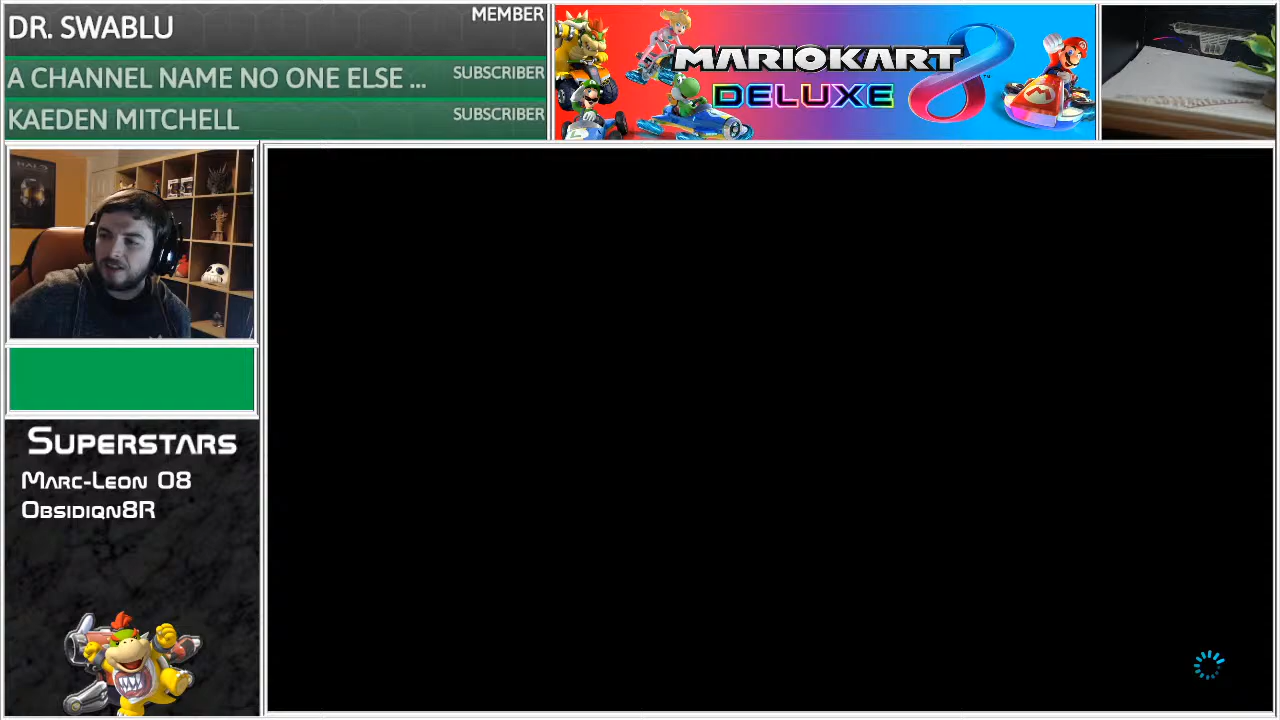 DR. SWABLU
MEMBER
A CHANNEL NAME NO ONE ELSE ...
SUBSCRIBER
KAEDEN MITCHELL
SUBSCRIBER
MARIOKART 8
DELUXE
HALO
SUPERSTARS
MARC-LEON 08
OBSIDIQN8R